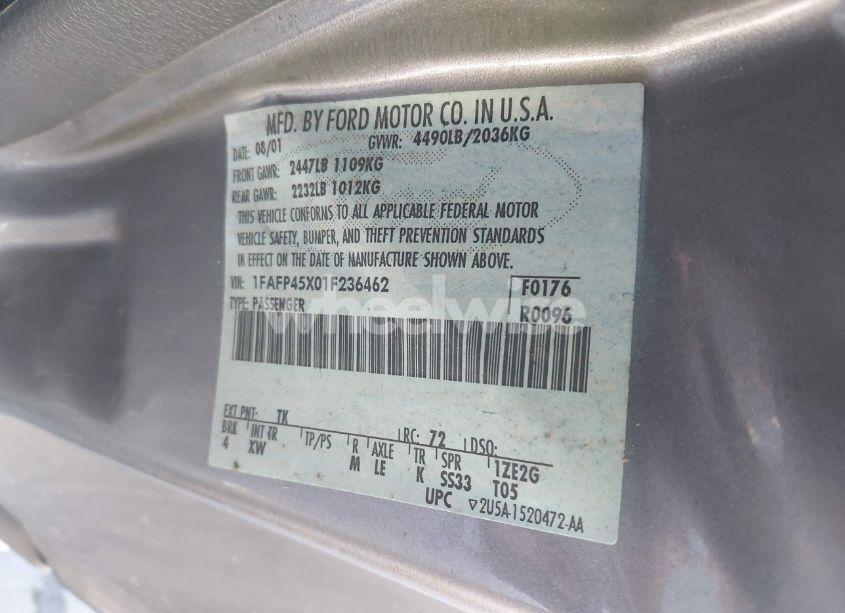 MFD. BY FORD MOTOR CO. IN U.S.A.
DATE: 08/01 GVWR: 4490LB/2036KG
FRONT GAWR: 2447LB 1109KG
REAR GAWR: 2232LB 1012KG
THIS VEHICLE CONFORMS TO ALL APPLICABLE FEDERAL MOTOR
VEHICLE SAFETY, BUMPER, AND THEFT PREVENTION STANDARDS
IN EFFECT ON THE DATE OF MANUFACTURE SHOWN ABOVE.
VIN: 1FAFP45X01F236462 F0176
TYPE: PASSENGER R0096
wheelwire
EXT PNT: TK RC: 72 DSO:
BRK INT TR TP/PS R AXLE TR SPR 1ZE2G
4 XW M LE K SS33 T05
UPC ▽2U5A-1520472-AA